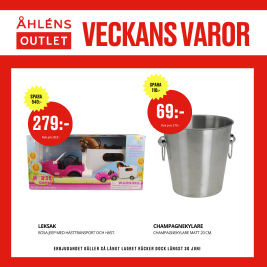 ÅHLÉNS
OUTLET
VECKANS VAROR
SPARA
540:-
279:-
SPARA
110:-
69:-
LEKSAK
ROSA JEEP MED HÄSTTRANSPORT OCH HÄST.
CHAMPAGNEKYLARE
CHAMPAGNEKYLARE MATT 20 CM.
ERBJUDANDET GÄLLER SÅ LÅNGT LAGRET RÄCKER DOCK LÄNGST 30 JUNI